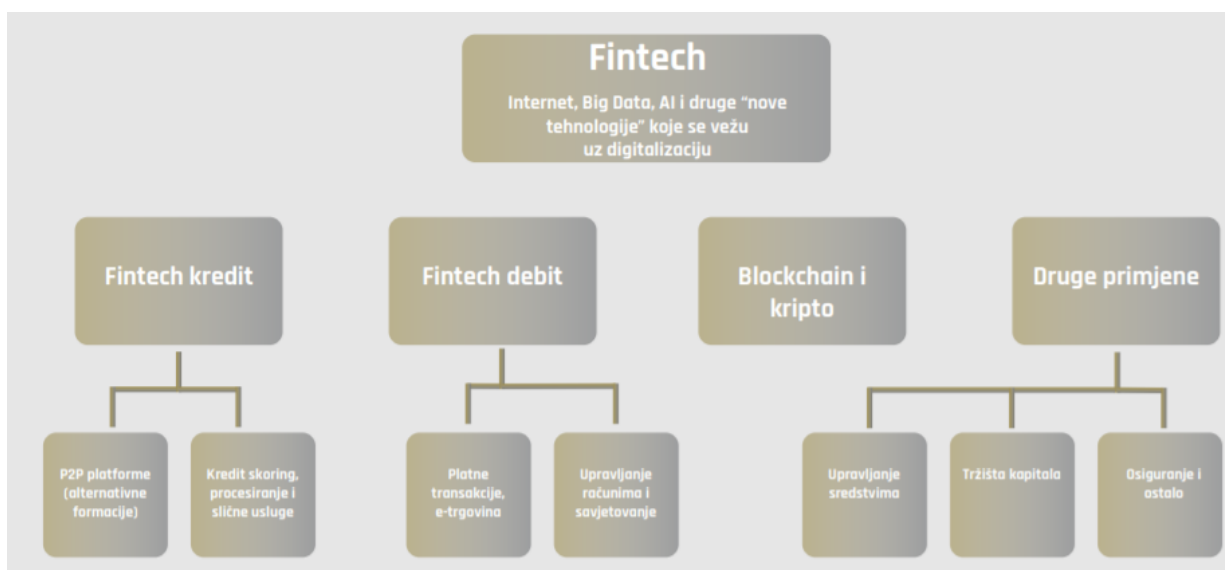 Fintech
Internet, Big Data, AI i druge "nove
tehnologije" koje se vežu
uz digitalizaciju
Fintech kredit
Fintech debit
Blockchain i
kripto
Druge primjene
P2P platforme
(alternativne
formacije)
Kredit skoring,
procesiranje i
slične usluge
Platne
transakcije,
e-trgovina
Upravljanje
računima i
savjetovanje
Upravljanje
sredstvima
Tržišta kapitala
Osiguranje i
ostalo